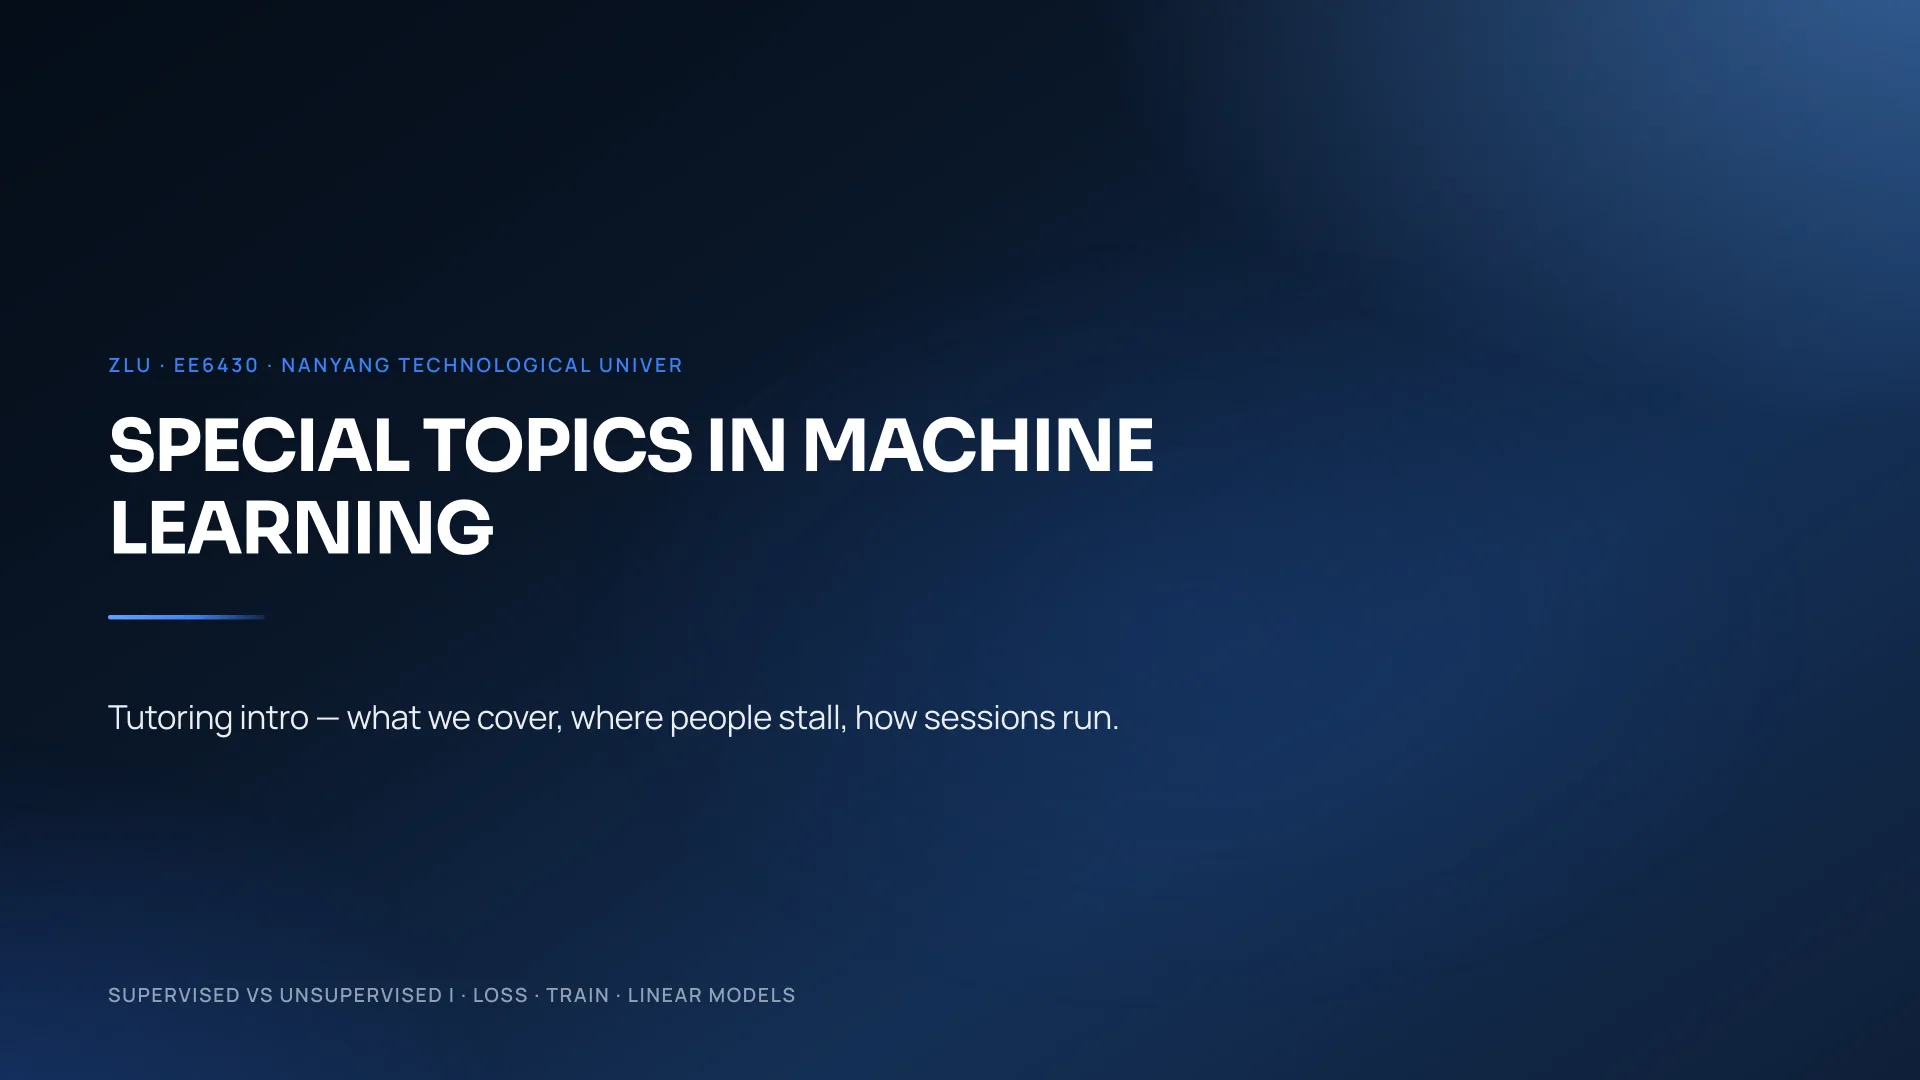 ZLU · EE6430 · NANYANG TECHNOLOGICAL UNIVER
SPECIAL TOPICS IN MACHINE
LEARNING
Tutoring intro — what we cover, where people stall, how sessions run.
SUPERVISED VS UNSUPERVISED I · LOSS · TRAIN · LINEAR MODELS